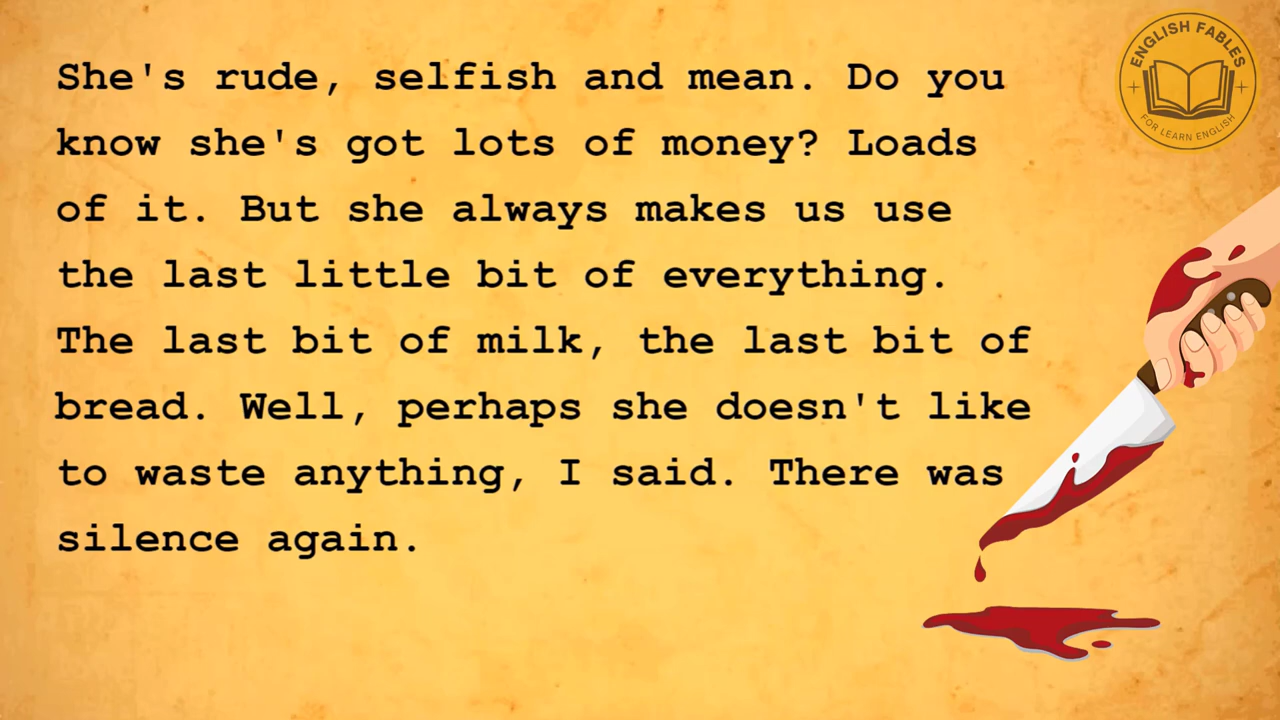 She's rude, selfish and mean. Do you
know she's got lots of money? Loads
of it. But she always makes us use
the last little bit of everything.
The last bit of milk, the last bit of
bread. Well, perhaps she doesn't like
to waste anything, I said. There was
silence again.
ENGLISH FABLES
FOR LEARN ENGLISH